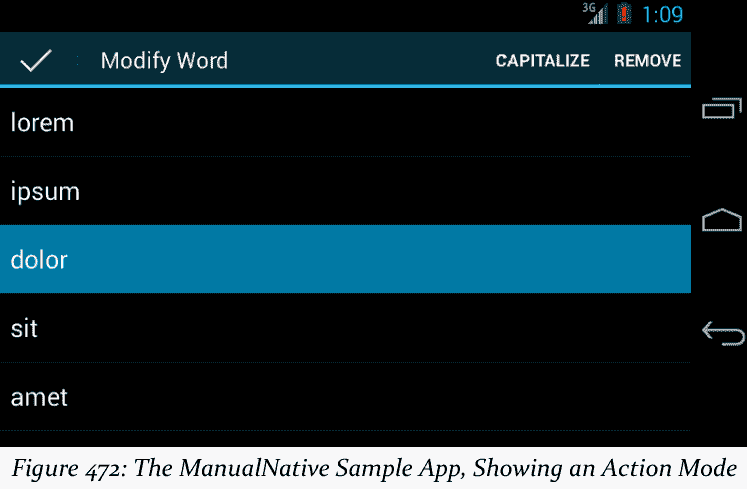 3G 1:09
Modify Word CAPITALIZE REMOVE
lorem
ipsum
dolor
sit
amet
Figure 472: The ManualNative Sample App, Showing an Action Mode